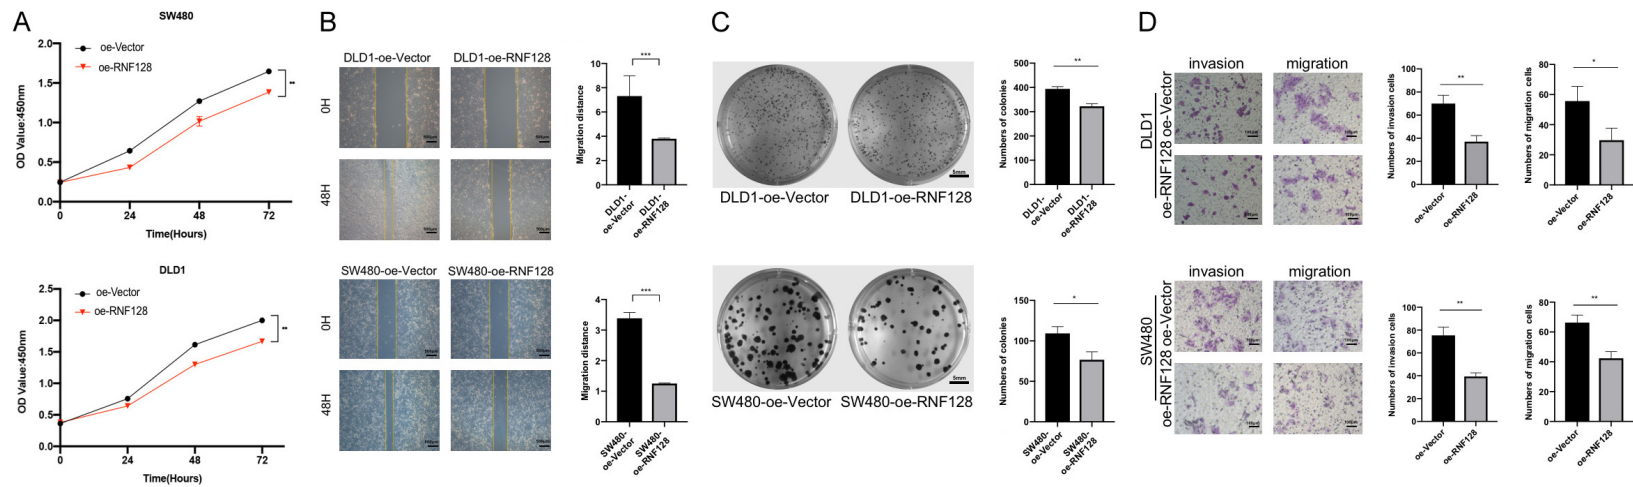 A
SW480
oe-Vector
oe-RNF128
OD Value:450nm
2.0
1.5
1.0
0.5
0.0
**
0 24 48 72
Time(Hours)
DLD1
oe-Vector
oe-RNF128
OD Value:450nm
2.5
2.0
1.5
1.0
0.5
0.0
**
0 24 48 72
Time(Hours)
B
DLD1-oe-Vector DLD1-oe-RNF128
0H
48H
Migration distance
10
8
6
4
2
0
***
DLD1-oe-Vector
DLD1-oe-RNF128
SW480-oe-Vector SW480-oe-RNF128
0H
48H
Migration distance
4
3
2
1
0
***
SW480-oe-Vector
SW480-oe-RNF128
C
5mm
DLD1-oe-Vector DLD1-oe-RNF128
Numbers of colonies
500
400
300
200
100
0
**
DLD1-oe-Vector
DLD1-oe-RNF128
5mm
SW480-oe-Vector SW480-oe-RNF128
Numbers of colonies
150
100
50
0
*
SW480-oe-Vector
SW480-oe-RNF128
D
invasion migration
DLD1
oe-RNF128 oe-Vector
Numbers of invasion cells
100
80
60
40
20
0
**
oe-Vector
oe-RNF128
Numbers of migration cells
80
60
40
20
0
*
oe-Vector
oe-RNF128
invasion migration
SW480
oe-RNF128 oe-Vector
Numbers of invasion cells
100
80
60
40
20
0
**
oe-Vector
oe-RNF128
Numbers of migration cells
80
60
40
20
0
**
oe-Vector
oe-RNF128